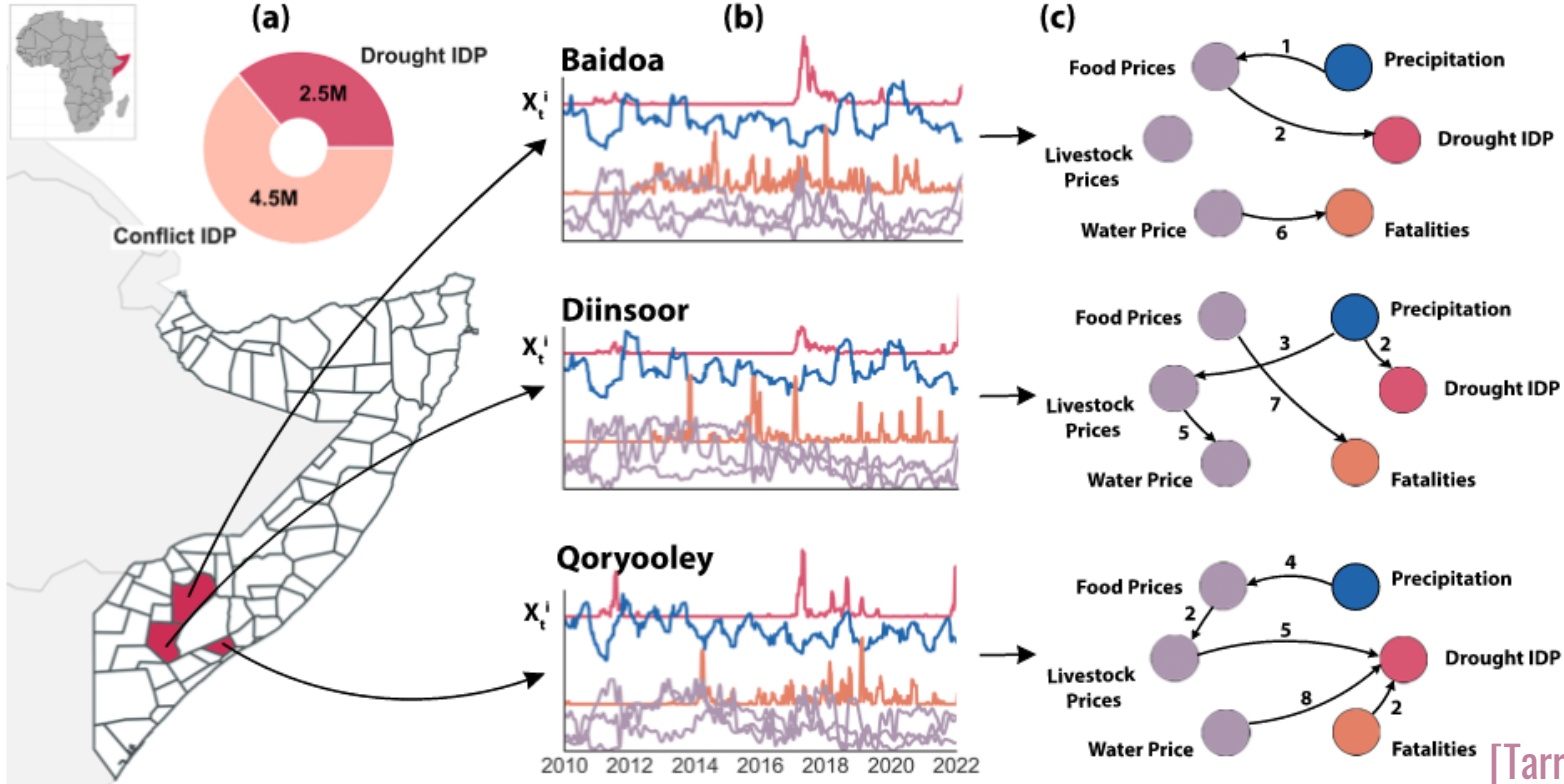 (a)
(b)
(c)
Drought IDP
2.5M
4.5M
Conflict IDP
Baidoa
X_t^i
Food Prices
1
Precipitation
2
Drought IDP
Livestock
Prices
Water Price
6
Fatalities
Diinsoor
X_t^i
Food Prices
Precipitation
3
2
Drought IDP
Livestock
Prices
7
5
Water Price
Fatalities
Qoryooley
X_t^i
2010 2012 2014 2016 2018 2020 2022
Food Prices
4
Precipitation
2
5
Drought IDP
Livestock
Prices
8
2
Water Price
Fatalities
[Tarr